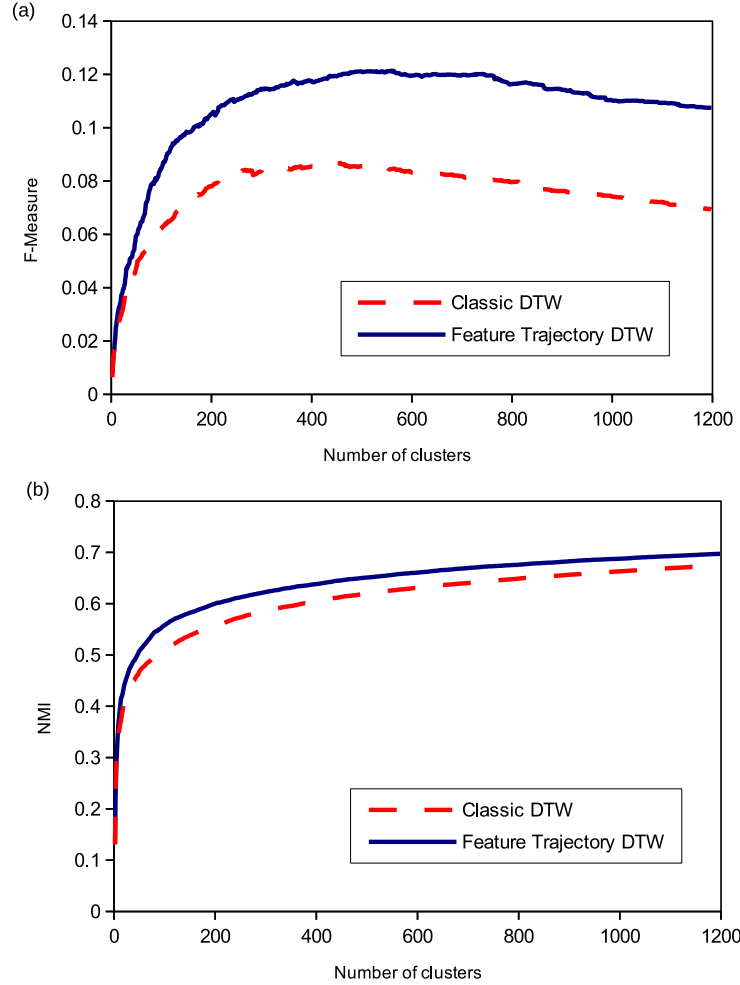 (a)
0.14
0.12
0.1
0.08
0.06
0.04
0.02
0
F-Measure
Classic DTW
Feature Trajectory DTW
0 200 400 600 800 1000 1200
Number of clusters
(b)
0.8
0.7
0.6
0.5
0.4
0.3
0.2
0.1
0
NMI
Classic DTW
Feature Trajectory DTW
0 200 400 600 800 1000 1200
Number of clusters